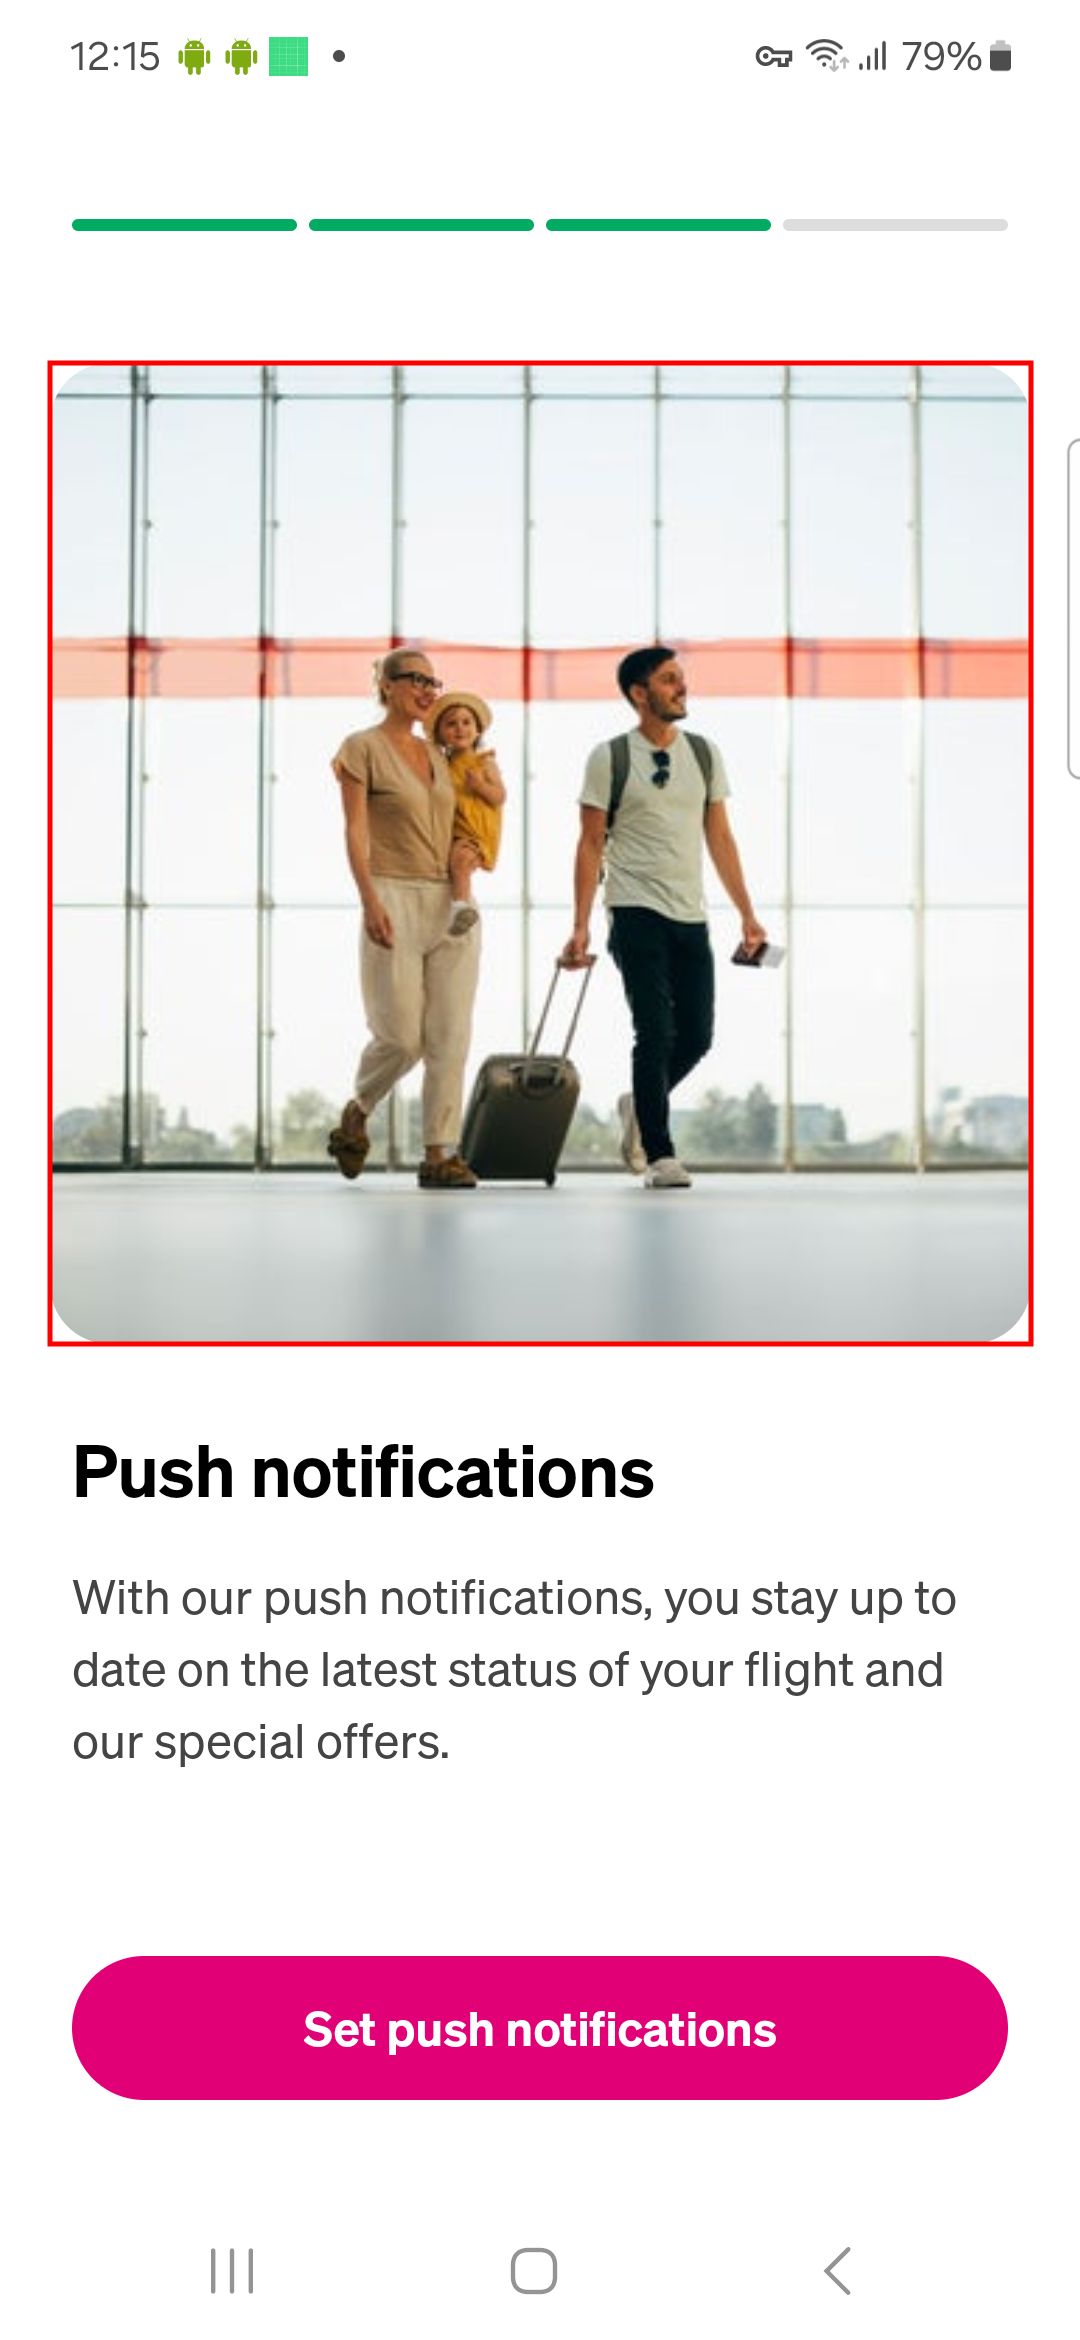 12:15
79%
Push notifications
With our push notifications, you stay up to
date on the latest status of your flight and
our special offers.
Set push notifications